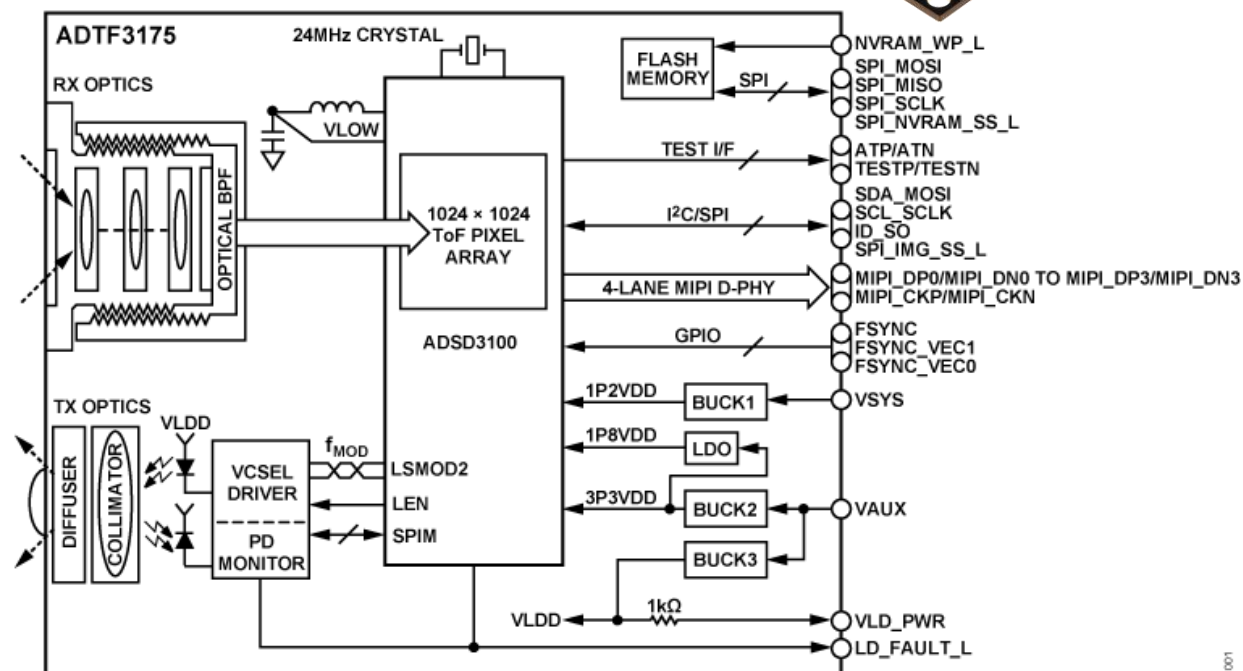 ADTF3175
24MHz CRYSTAL
RX OPTICS
VLOW
OPTICAL BPF
1024 × 1024
ToF PIXEL
ARRAY
ADSD3100
FLASH
MEMORY
SPI
TEST I/F
I²C/SPI
4-LANE MIPI D-PHY
GPIO
NVRAM_WP_L
SPI_MOSI
SPI_MISO
SPI_SCLK
SPI_NVRAM_SS_L
ATP/ATN
TESTP/TESTN
SDA_MOSI
SCL_SCLK
ID_SO
SPI_IMG_SS_L
MIPI_DP0/MIPI_DN0 TO MIPI_DP3/MIPI_DN3
MIPI_CKP/MIPI_CKN
FSYNC
FSYNC_VEC1
FSYNC_VEC0
TX OPTICS
DIFFUSER
COLLIMATOR
VLDD
VCSEL
DRIVER
PD
MONITOR
fMOD
LSMOD2
LEN
SPIM
1P2VDD
BUCK1
VSYS
1P8VDD
LDO
3P3VDD
BUCK2
VAUX
BUCK3
VLDD
1kΩ
VLD_PWR
LD_FAULT_L
001